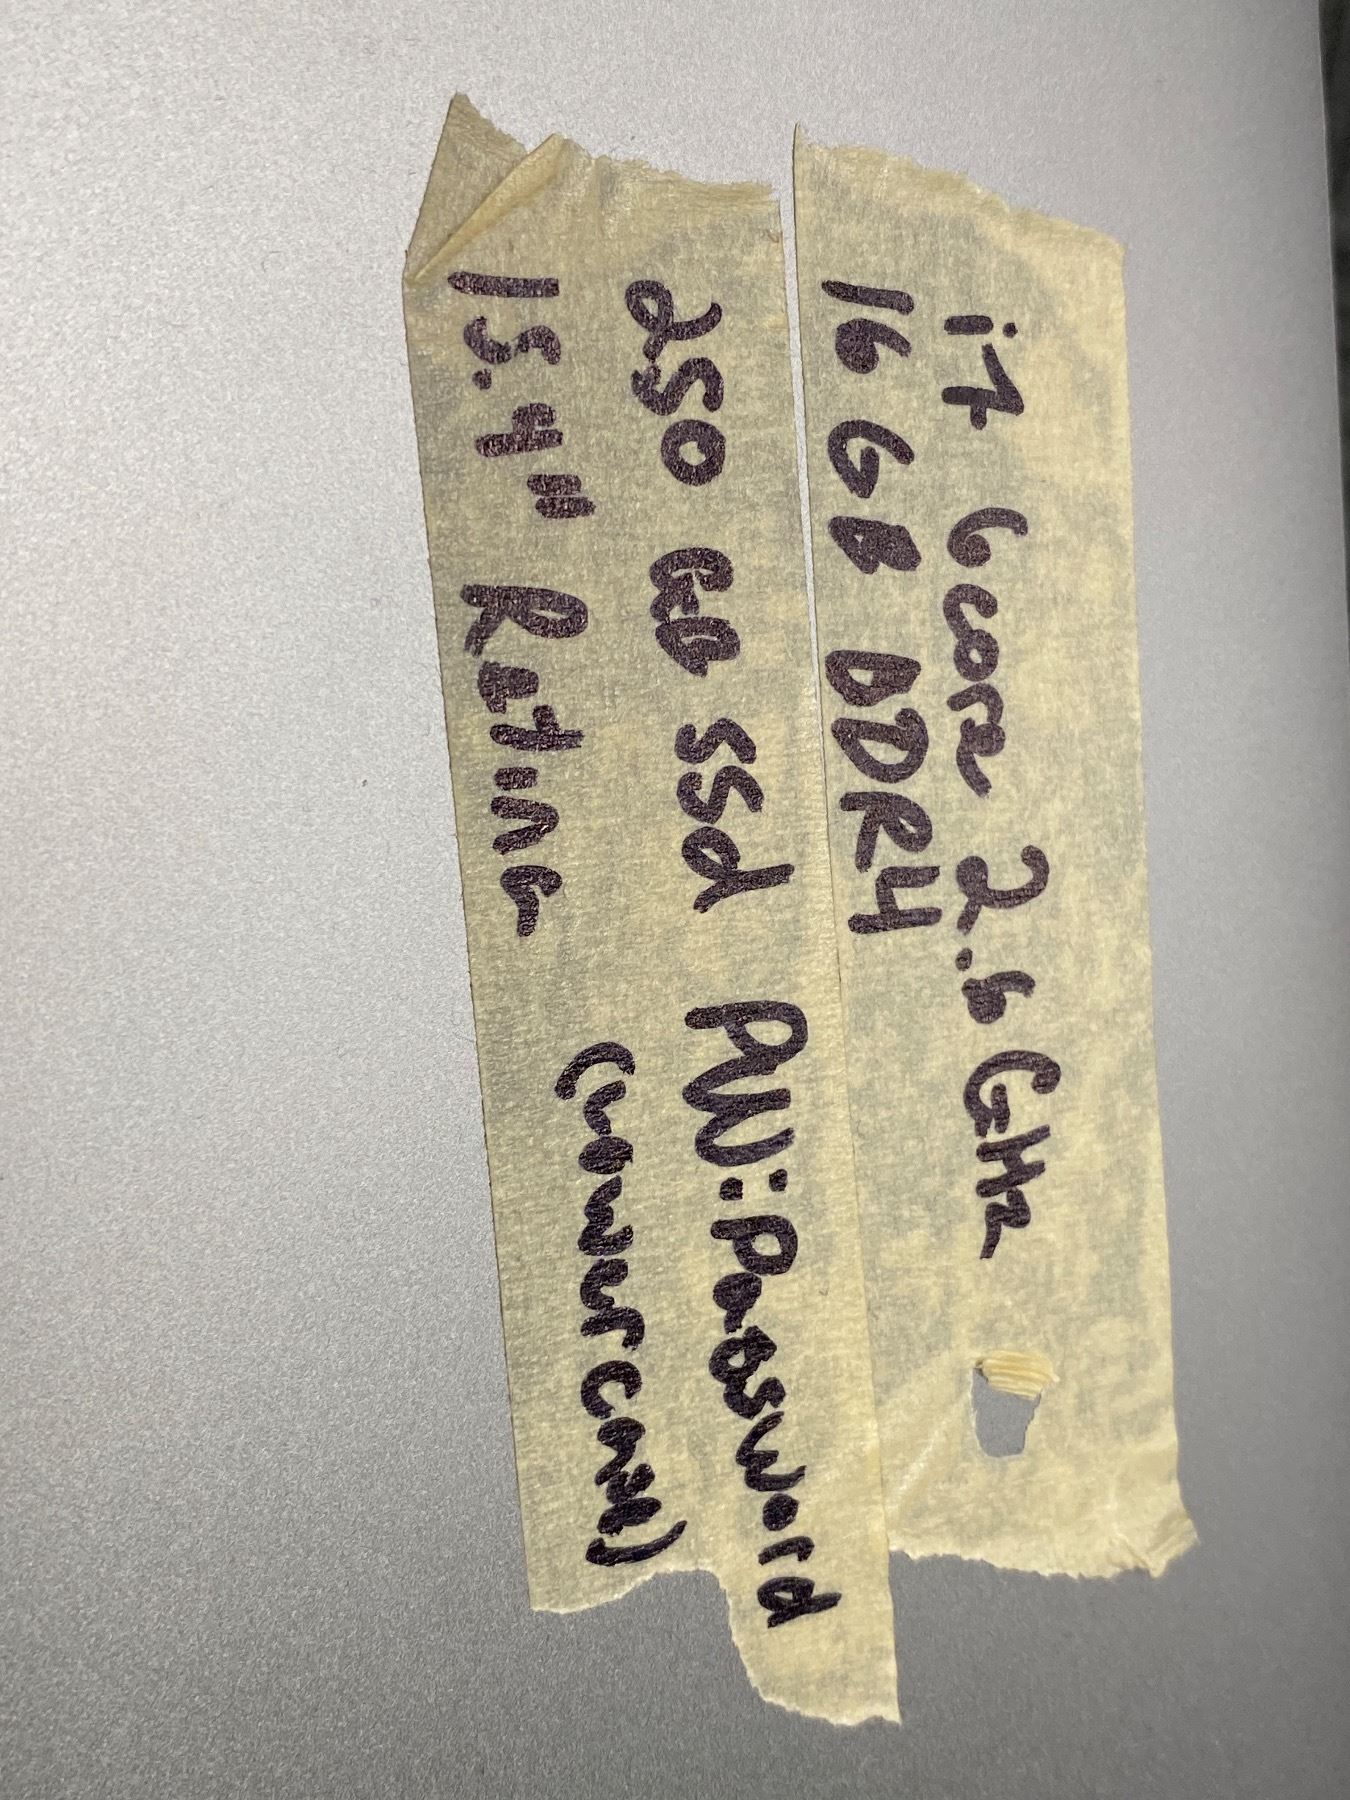 i7 6core 2.6 GHz
16 GB DDR4
250 GB SSd PW: Password
15.4" Retina (lowercase)